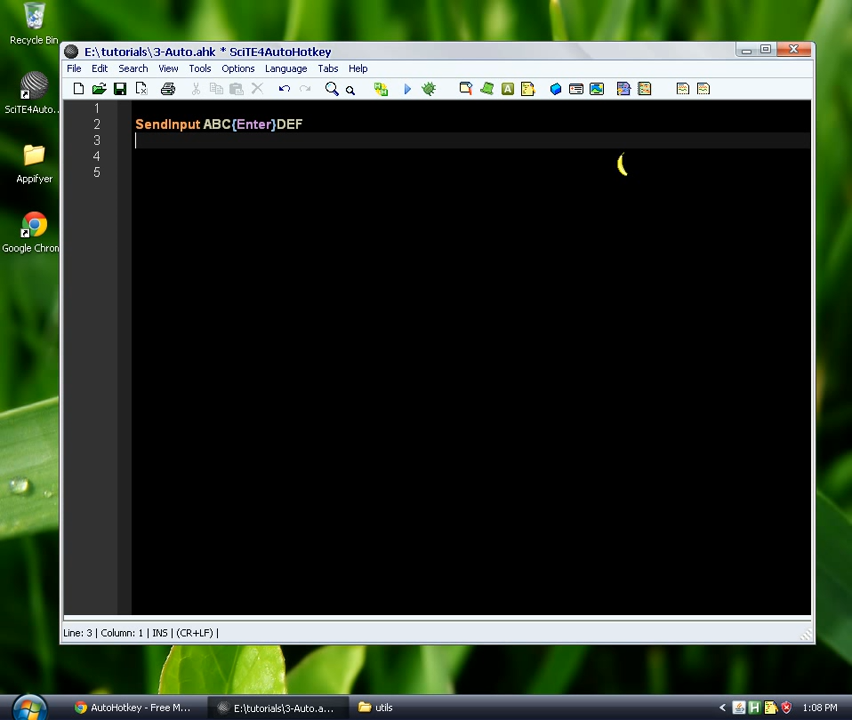 Recycle Bin
SciTE4Auto...
Appifyer
Google Chron
E:\tutorials\3-Auto.ahk * SciTE4AutoHotkey
File Edit Search View Tools Options Language Tabs Help
1
2 SendInput ABC{Enter}DEF
3
4
5
Line: 3 | Column: 1 | INS | (CR+LF) |
AutoHotkey - Free M...
E:\tutorials\3-Auto.a...
utils
1:08 PM